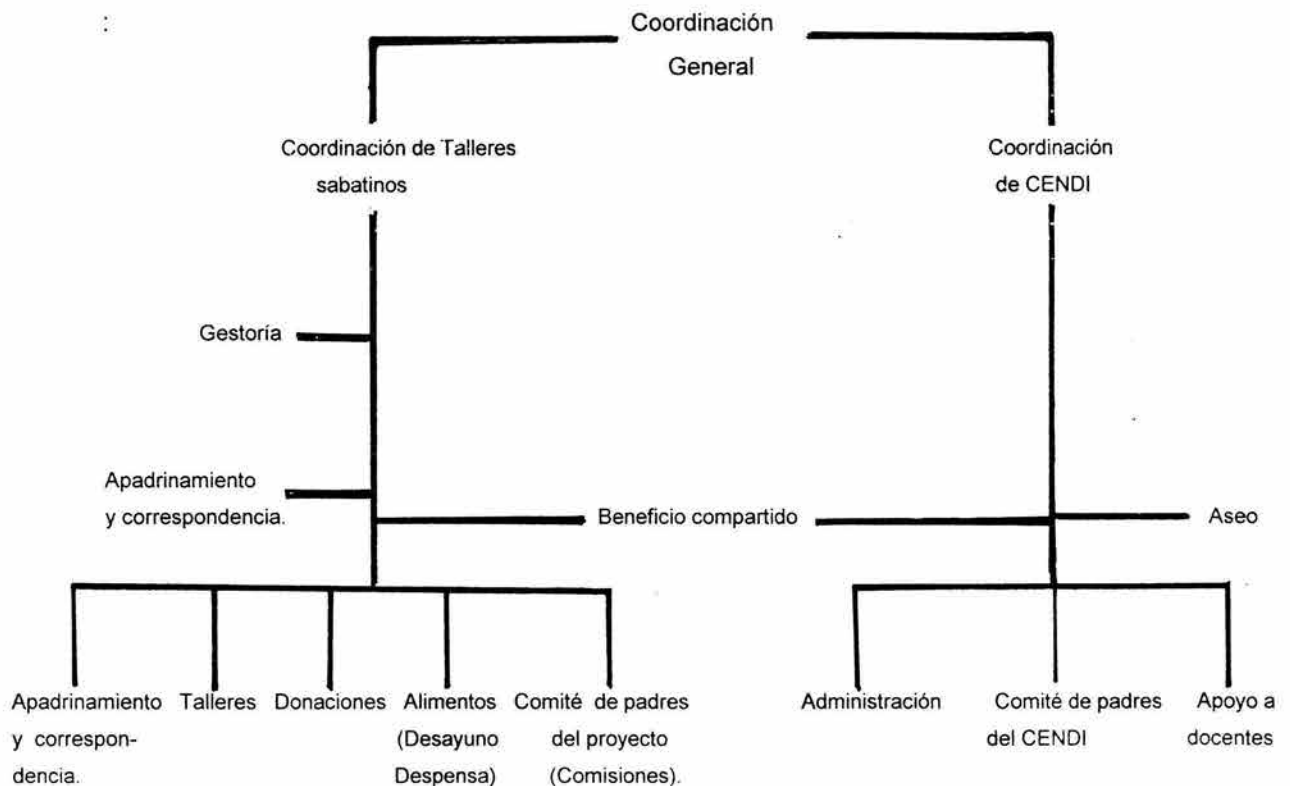 :
Coordinación
General
Coordinación de Talleres
sabatinos
Coordinación
de CENDI
Gestoría
Apadrinamiento
y correspondencia.
Beneficio compartido
Aseo
Apadrinamiento
y correspon-
dencia.
Talleres
Donaciones
Alimentos
(Desayuno
Despensa)
Comité de padres
del proyecto
(Comisiones).
Administración
Comité de padres
del CENDI
Apoyo a
docentes